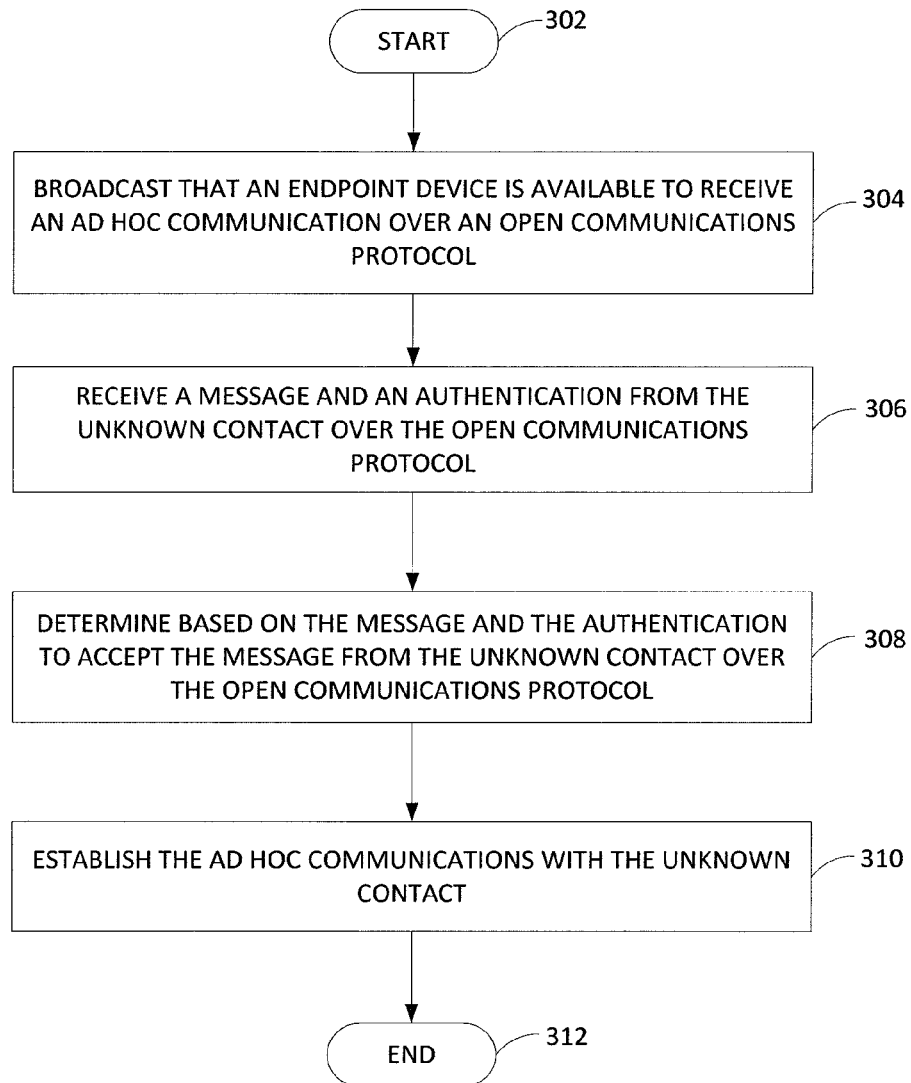 START
302
BROADCAST THAT AN ENDPOINT DEVICE IS AVAILABLE TO RECEIVE
AN AD HOC COMMUNICATION OVER AN OPEN COMMUNICATIONS
PROTOCOL
304
RECEIVE A MESSAGE AND AN AUTHENTICATION FROM THE
UNKNOWN CONTACT OVER THE OPEN COMMUNICATIONS
PROTOCOL
306
DETERMINE BASED ON THE MESSAGE AND THE AUTHENTICATION
TO ACCEPT THE MESSAGE FROM THE UNKNOWN CONTACT OVER
THE OPEN COMMUNICATIONS PROTOCOL
308
ESTABLISH THE AD HOC COMMUNICATIONS WITH THE UNKNOWN
CONTACT
310
END
312